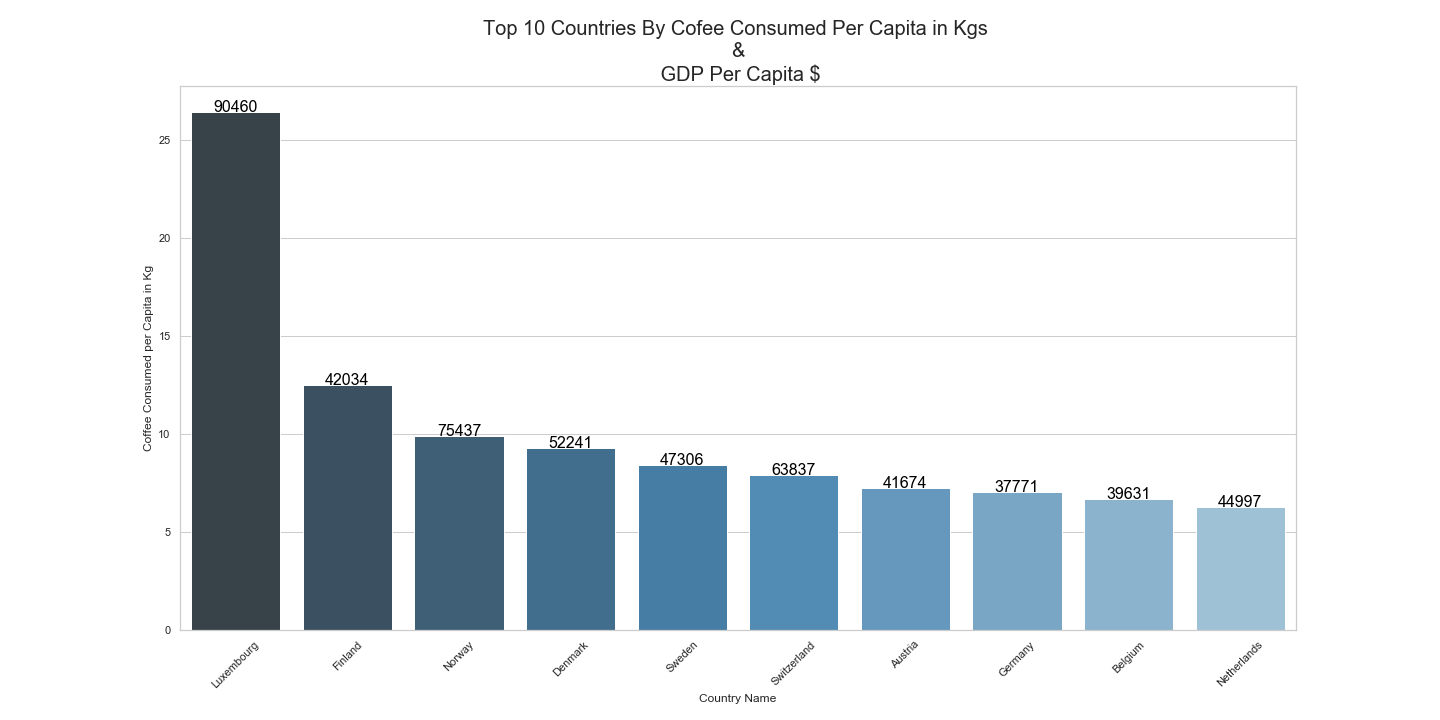 Top 10 Countries By Cofee Consumed Per Capita in Kgs
&
GDP Per Capita $
90460
42034
75437
52241
47306
63837
41674
37771
39631
44997
25
20
15
10
5
0
Coffee Consumed per Capita in Kg
Luxembourg
Finland
Norway
Denmark
Sweden
Switzerland
Austria
Germany
Belgium
Netherlands
Country Name